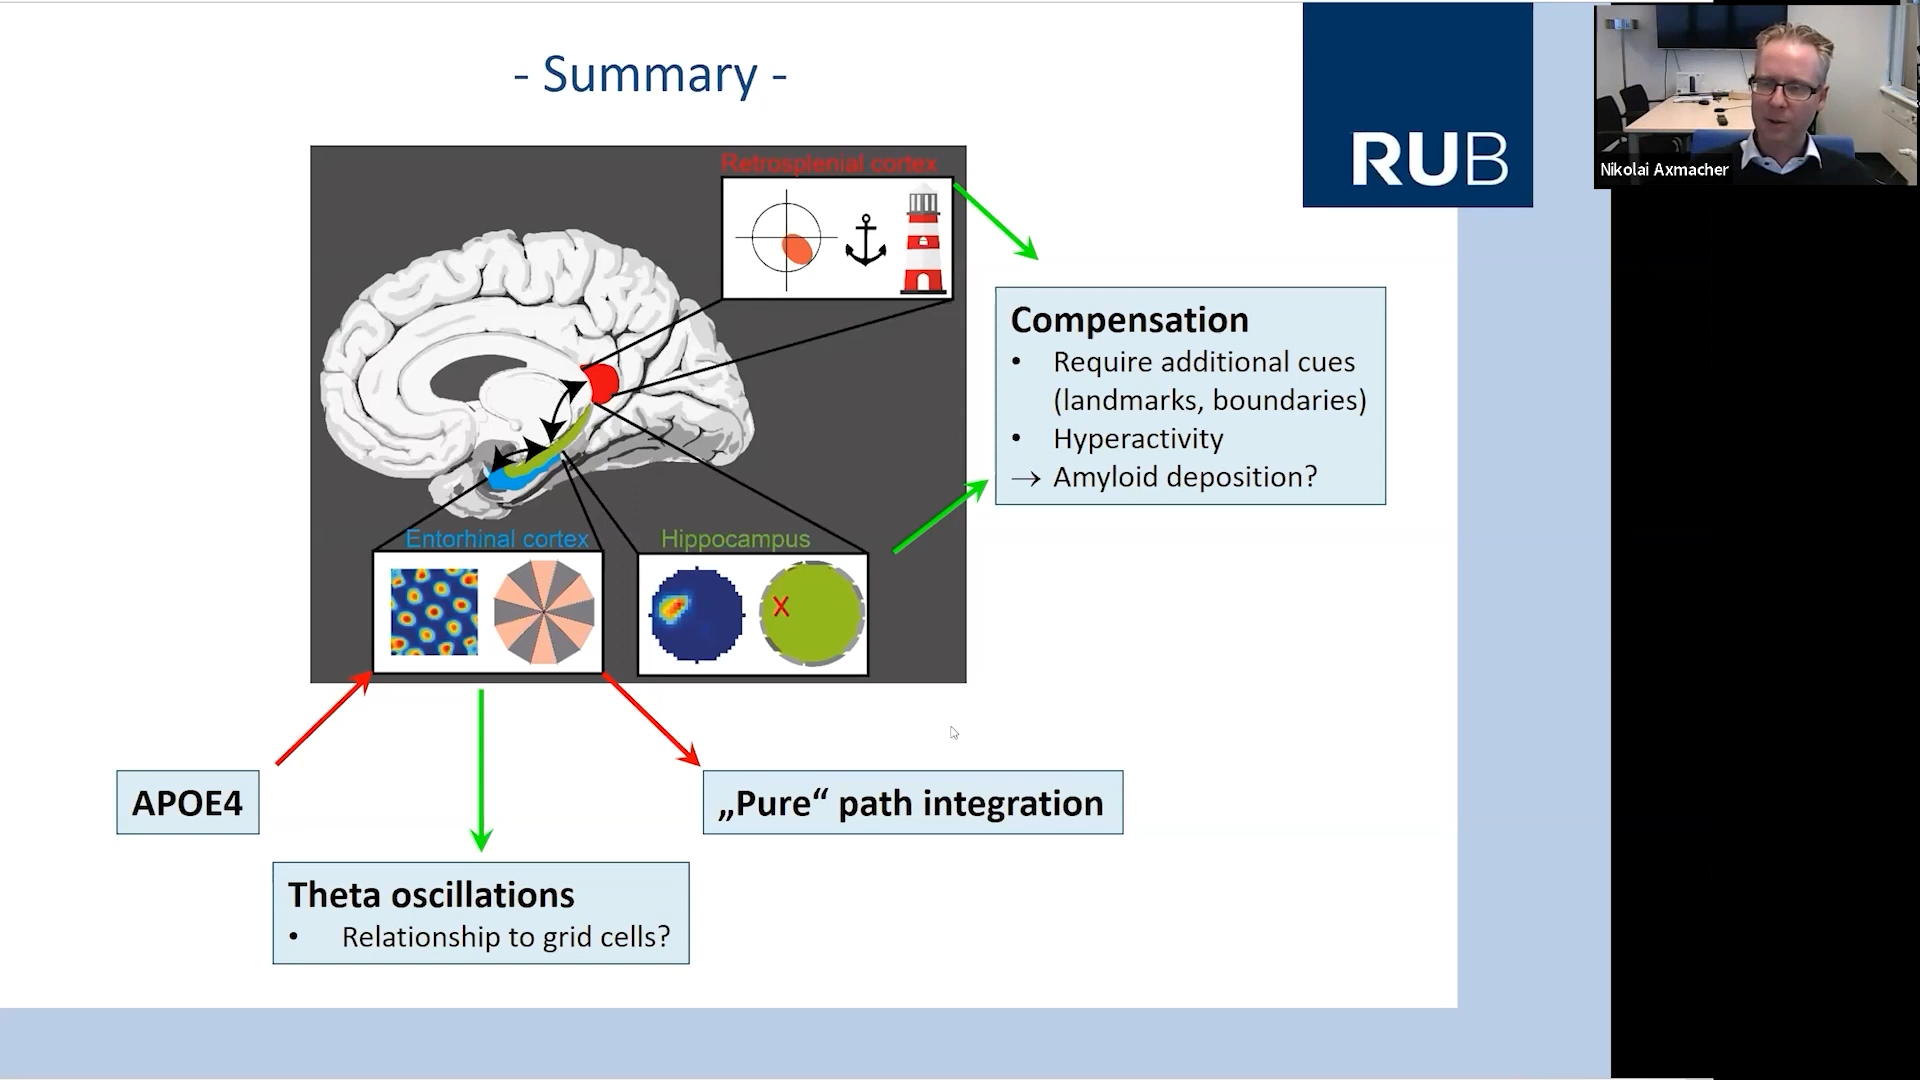 - Summary -
RUB
Nikolai Axmacher
Retrosplenial cortex
Compensation
• Require additional cues
(landmarks, boundaries)
• Hyperactivity
→ Amyloid deposition?
Entorhinal cortex
Hippocampus
X
APOE4
„Pure“ path integration
Theta oscillations
• Relationship to grid cells?